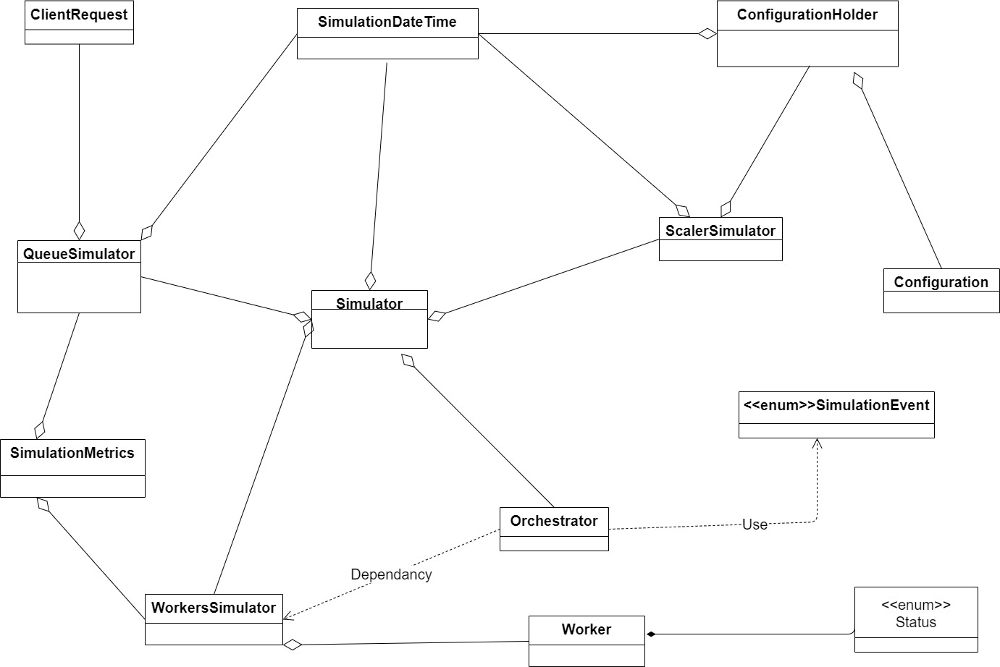 ClientRequest
SimulationDateTime
ConfigurationHolder
QueueSimulator
ScalerSimulator
Simulator
Configuration
<<enum>>SimulationEvent
SimulationMetrics
Orchestrator
Use
Dependancy
WorkersSimulator
Worker
<<enum>>
Status